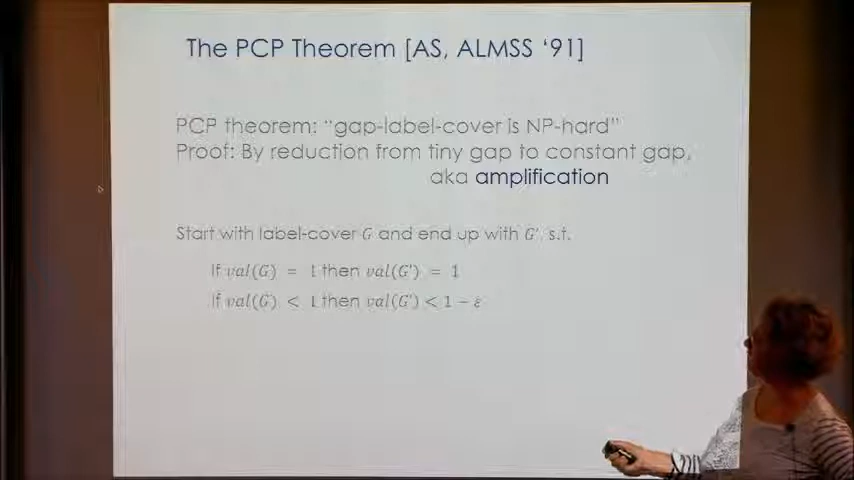 The PCP Theorem [AS, ALMSS ‘91]
PCP theorem: “gap-label-cover is NP-hard”
Proof: By reduction from tiny gap to constant gap,
aka amplification
Start with label-cover G and end up with G’, s.t.
If val(G) = 1 then val(G’) = 1
If val(G) < 1 then val(G’) < 1 − ε